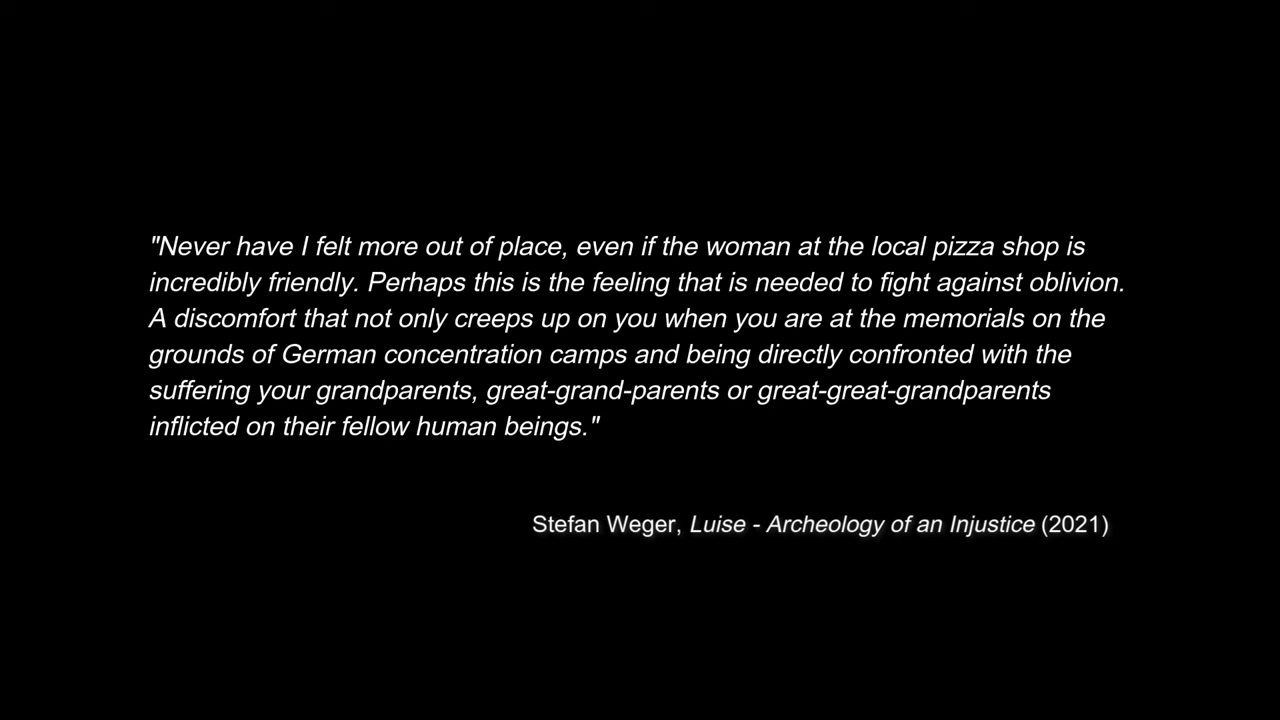 "Never have I felt more out of place, even if the woman at the local pizza shop is
incredibly friendly. Perhaps this is the feeling that is needed to fight against oblivion.
A discomfort that not only creeps up on you when you are at the memorials on the
grounds of German concentration camps and being directly confronted with the
suffering your grandparents, great-grand-parents or great-great-grandparents
inflicted on their fellow human beings."
Stefan Weger, Luise - Archeology of an Injustice (2021)